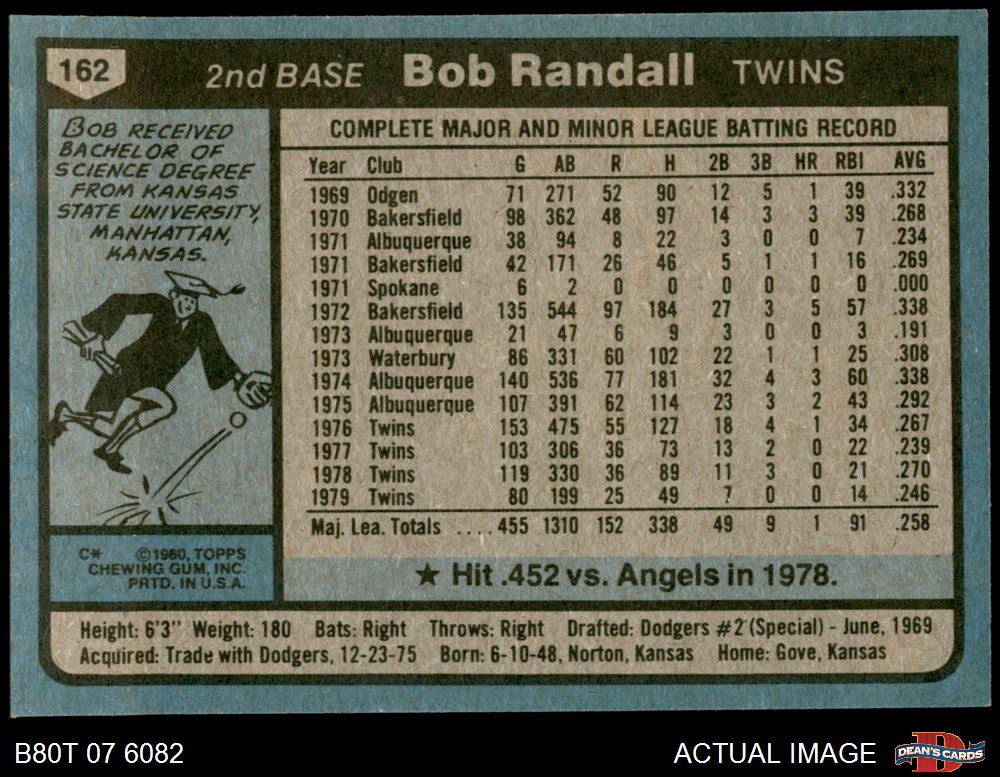 162 2nd BASE Bob Randall TWINS
BOB RECEIVED
BACHELOR OF
SCIENCE DEGREE
FROM KANSAS
STATE UNIVERSITY,
MANHATTAN,
KANSAS.
COMPLETE MAJOR AND MINOR LEAGUE BATTING RECORD
Year Club G AB R H 2B 3B HR RBI AVG
1969 Odgen 71 271 52 90 12 5 1 39 .332
1970 Bakersfield 98 362 48 97 14 3 3 39 .268
1971 Albuquerque 38 94 8 22 3 0 0 7 .234
1971 Bakersfield 42 171 26 46 5 1 1 16 .269
1971 Spokane 6 2 0 0 0 0 0 0 .000
1972 Bakersfield 135 544 97 184 27 3 5 57 .338
1973 Albuquerque 21 47 6 9 3 0 0 3 .191
1973 Waterbury 86 331 60 102 22 1 1 25 .308
1974 Albuquerque 140 536 77 181 32 4 3 60 .338
1975 Albuquerque 107 391 62 114 23 3 2 43 .292
1976 Twins 153 475 55 127 18 4 1 34 .267
1977 Twins 103 306 36 73 13 2 0 22 .239
1978 Twins 119 330 36 89 11 3 0 21 .270
1979 Twins 80 199 25 49 7 0 0 14 .246
Maj. Lea. Totals ....455 1310 152 338 49 9 1 91 .258
C* ©1980, TOPPS
CHEWING GUM, INC.
PRTD. IN U.S.A.
★ Hit .452 vs. Angels in 1978.
Height: 6'3" Weight: 180 Bats: Right Throws: Right Drafted: Dodgers #2 (Special) - June, 1969
Acquired: Trade with Dodgers, 12-23-75 Born: 6-10-48, Norton, Kansas Home: Gove, Kansas
B80T 07 6082 ACTUAL IMAGE DEAN'S CARDS